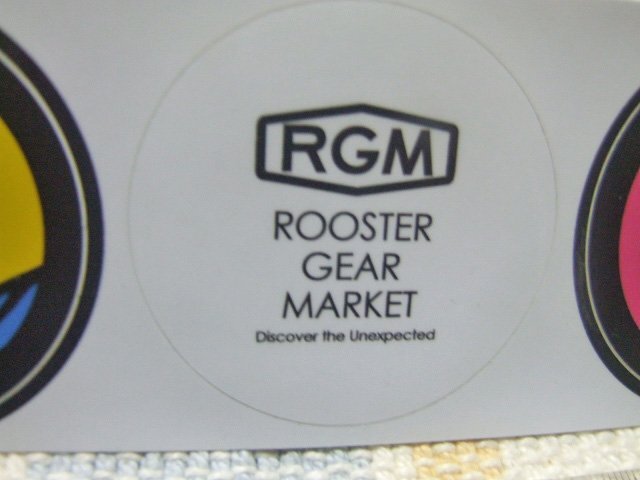 RGM
ROOSTER
GEAR
MARKET
Discover the Unexpected